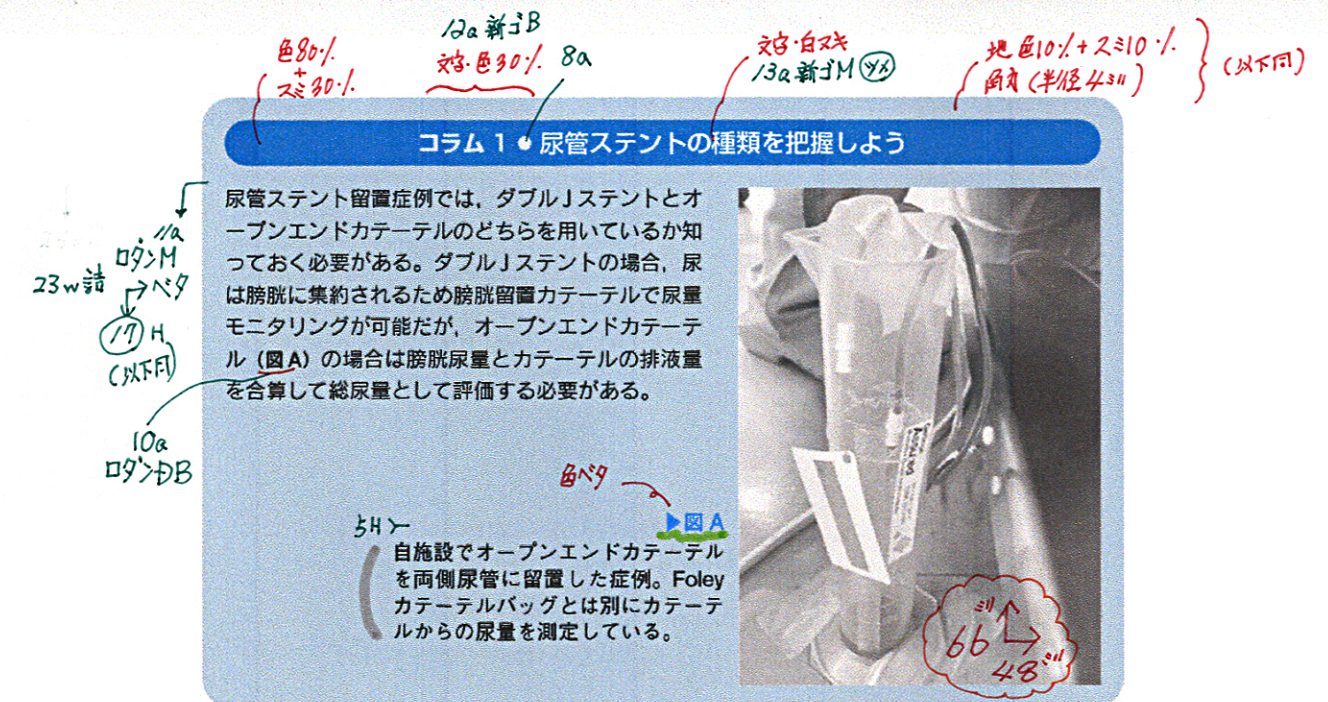 12a 新ゴB
色80%
+
スミ30%
文字・色30%
8a
文字・白ヌキ
13a 新ゴM ツメ
地色10%+スミ10%
角丸(半径4ミリ)
(以下同)
コラム 1 ● 尿管ステントの種類を把握しよう
尿管ステント留置症例では，ダブルJステントとオ
ープンエンドカテーテルのどちらを用いているか知
っておく必要がある。ダブルJステントの場合，尿
は膀胱に集約されるため膀胱留置カテーテルで尿量
モニタリングが可能だが，オープンエンドカテーテ
ル（図A）の場合は膀胱尿量とカテーテルの排液量
を合算して総尿量として評価する必要がある。
11a
ロダンM
23w詰
ベタ
17 H
(以下同)
10a
ロダンDB
色ベタ
▶図A
5H
自施設でオープンエンドカテーテル
を両側尿管に留置した症例。Foley
カテーテルバッグとは別にカテーテ
ルからの尿量を測定している。
66ミリ
48ミリ